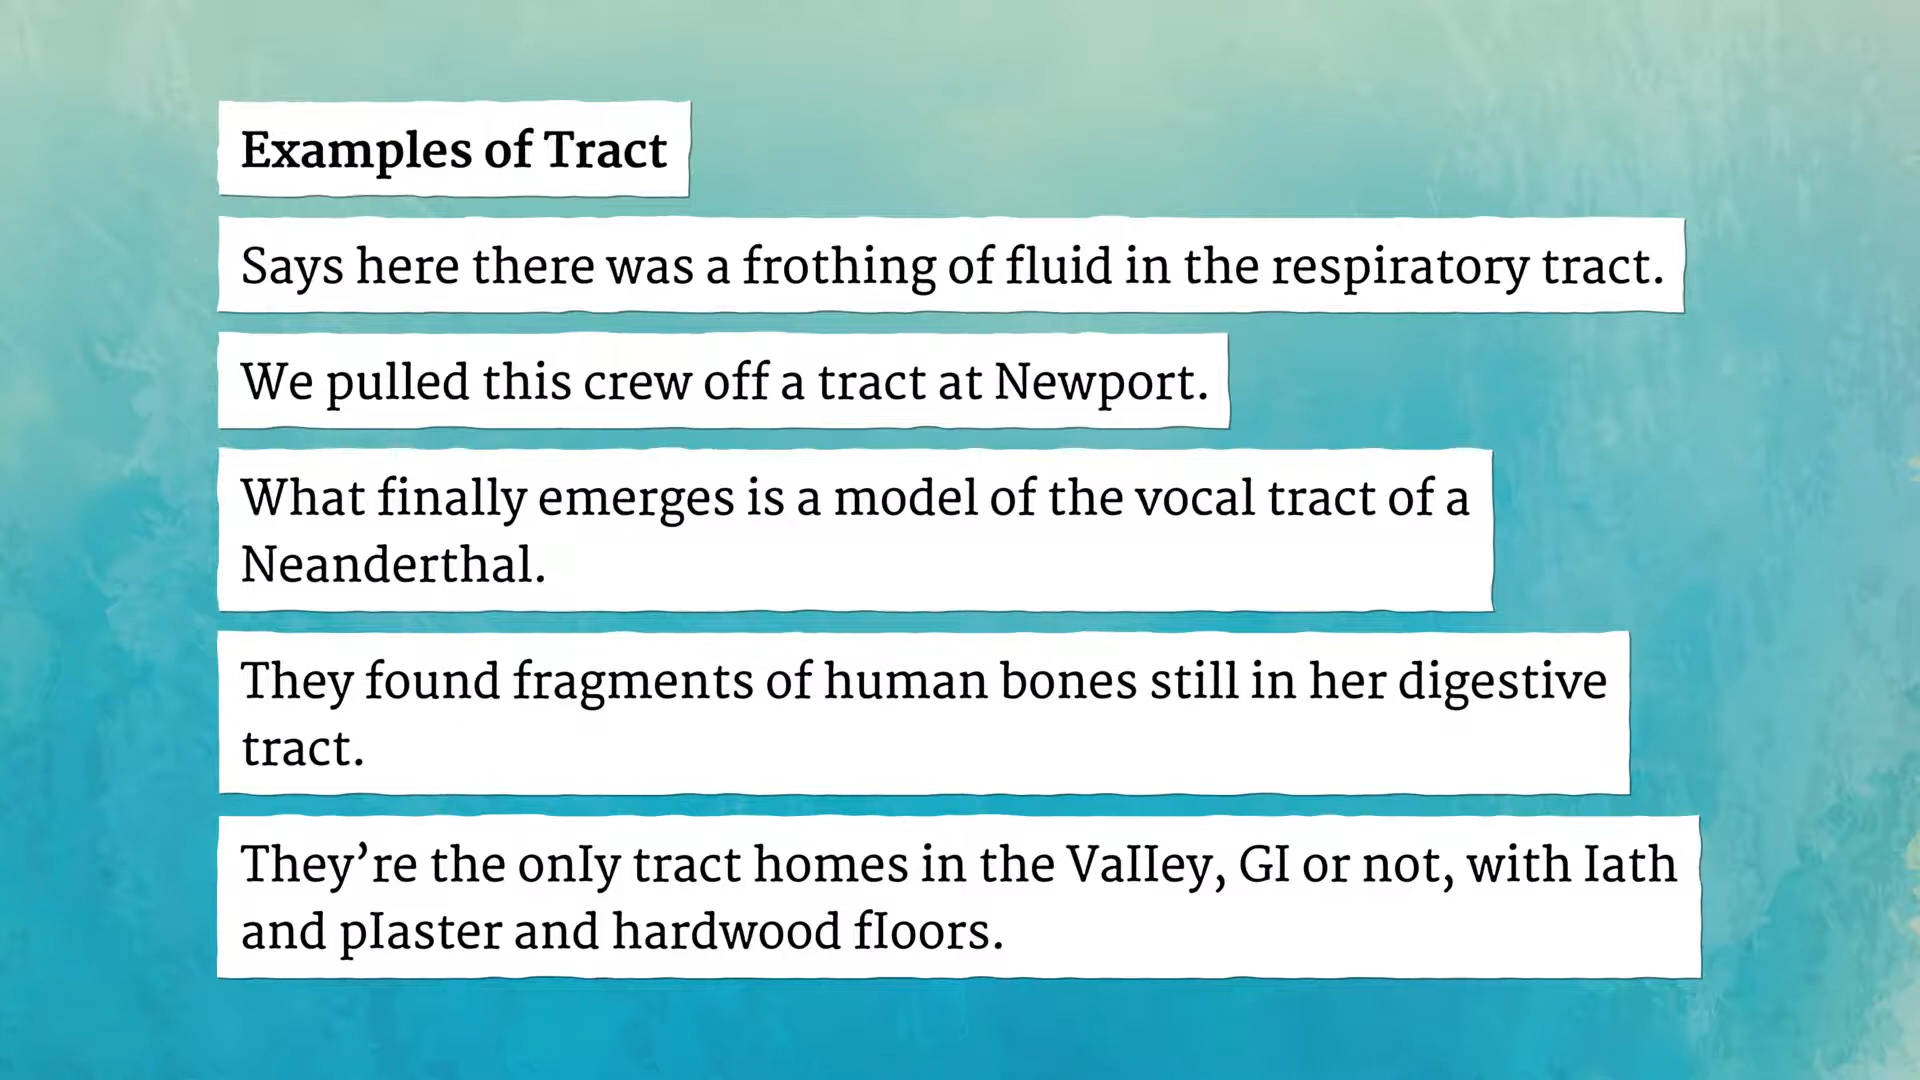 Examples of Tract
Says here there was a frothing of fluid in the respiratory tract.
We pulled this crew off a tract at Newport.
What finally emerges is a model of the vocal tract of a
Neanderthal.
They found fragments of human bones still in her digestive
tract.
They’re the onIy tract homes in the VaIIey, GI or not, with Iath
and pIaster and hardwood fIoors.